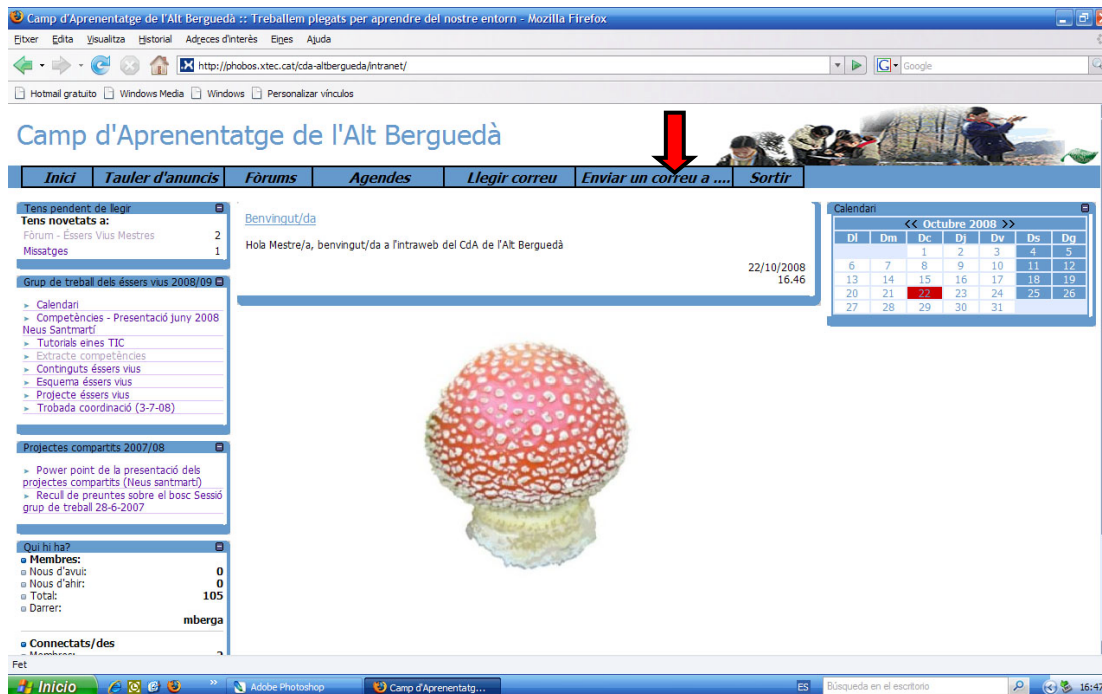 Camp d'Aprenentatge de l'Alt Berguedà :: Treballem plegats per aprendre del nostre entorn - Mozilla Firefox
Fitxer Edita Visualitza Historial Adreces d'interès Eines Ajuda
http://phobos.xtec.cat/cda-altbergueda/intranet/
Google
Hotmail gratuito Windows Media Windows Personalizar vínculos
Camp d'Aprenentatge de l'Alt Berguedà
Inici Tauler d'anuncis Fòrums Agendes Llegir correu Enviar un correu a .... Sortir
Tens pendent de llegir
Tens novetats a:
Fòrum - Éssers Vius Mestres 2
Missatges 1
Grup de treball dels éssers vius 2008/09
Calendari
Competències - Presentació juny 2008
Neus Santmartí
Tutorials eines TIC
Extracte competències
Continguts éssers vius
Esquema éssers vius
Projecte éssers vius
Trobada coordinació (3-7-08)
Projectes compartits 2007/08
Power point de la presentació dels
projectes compartits (Neus santmartí)
Recull de preuntes sobre el bosc Sessió
grup de treball 28-6-2007
Qui hi ha?
Membres:
Nous d'avui: 0
Nous d'ahir: 0
Total: 105
Darrer:
mberga
Connectats/des
Membres: 2
Benvingut/da
Hola Mestre/a, benvingut/da a l'intraweb del CdA de l'Alt Berguedà
22/10/2008
16.46
Calendari
<< Octubre 2008 >>
Dl Dm Dc Dj Dv Ds Dg
1 2 3 4 5
6 7 8 9 10 11 12
13 14 15 16 17 18 19
20 21 22 23 24 25 26
27 28 29 30 31
Fet
Inicio » Adobe Photoshop Camp d'Aprenentatg... ES Búsqueda en el escritorio 16:47